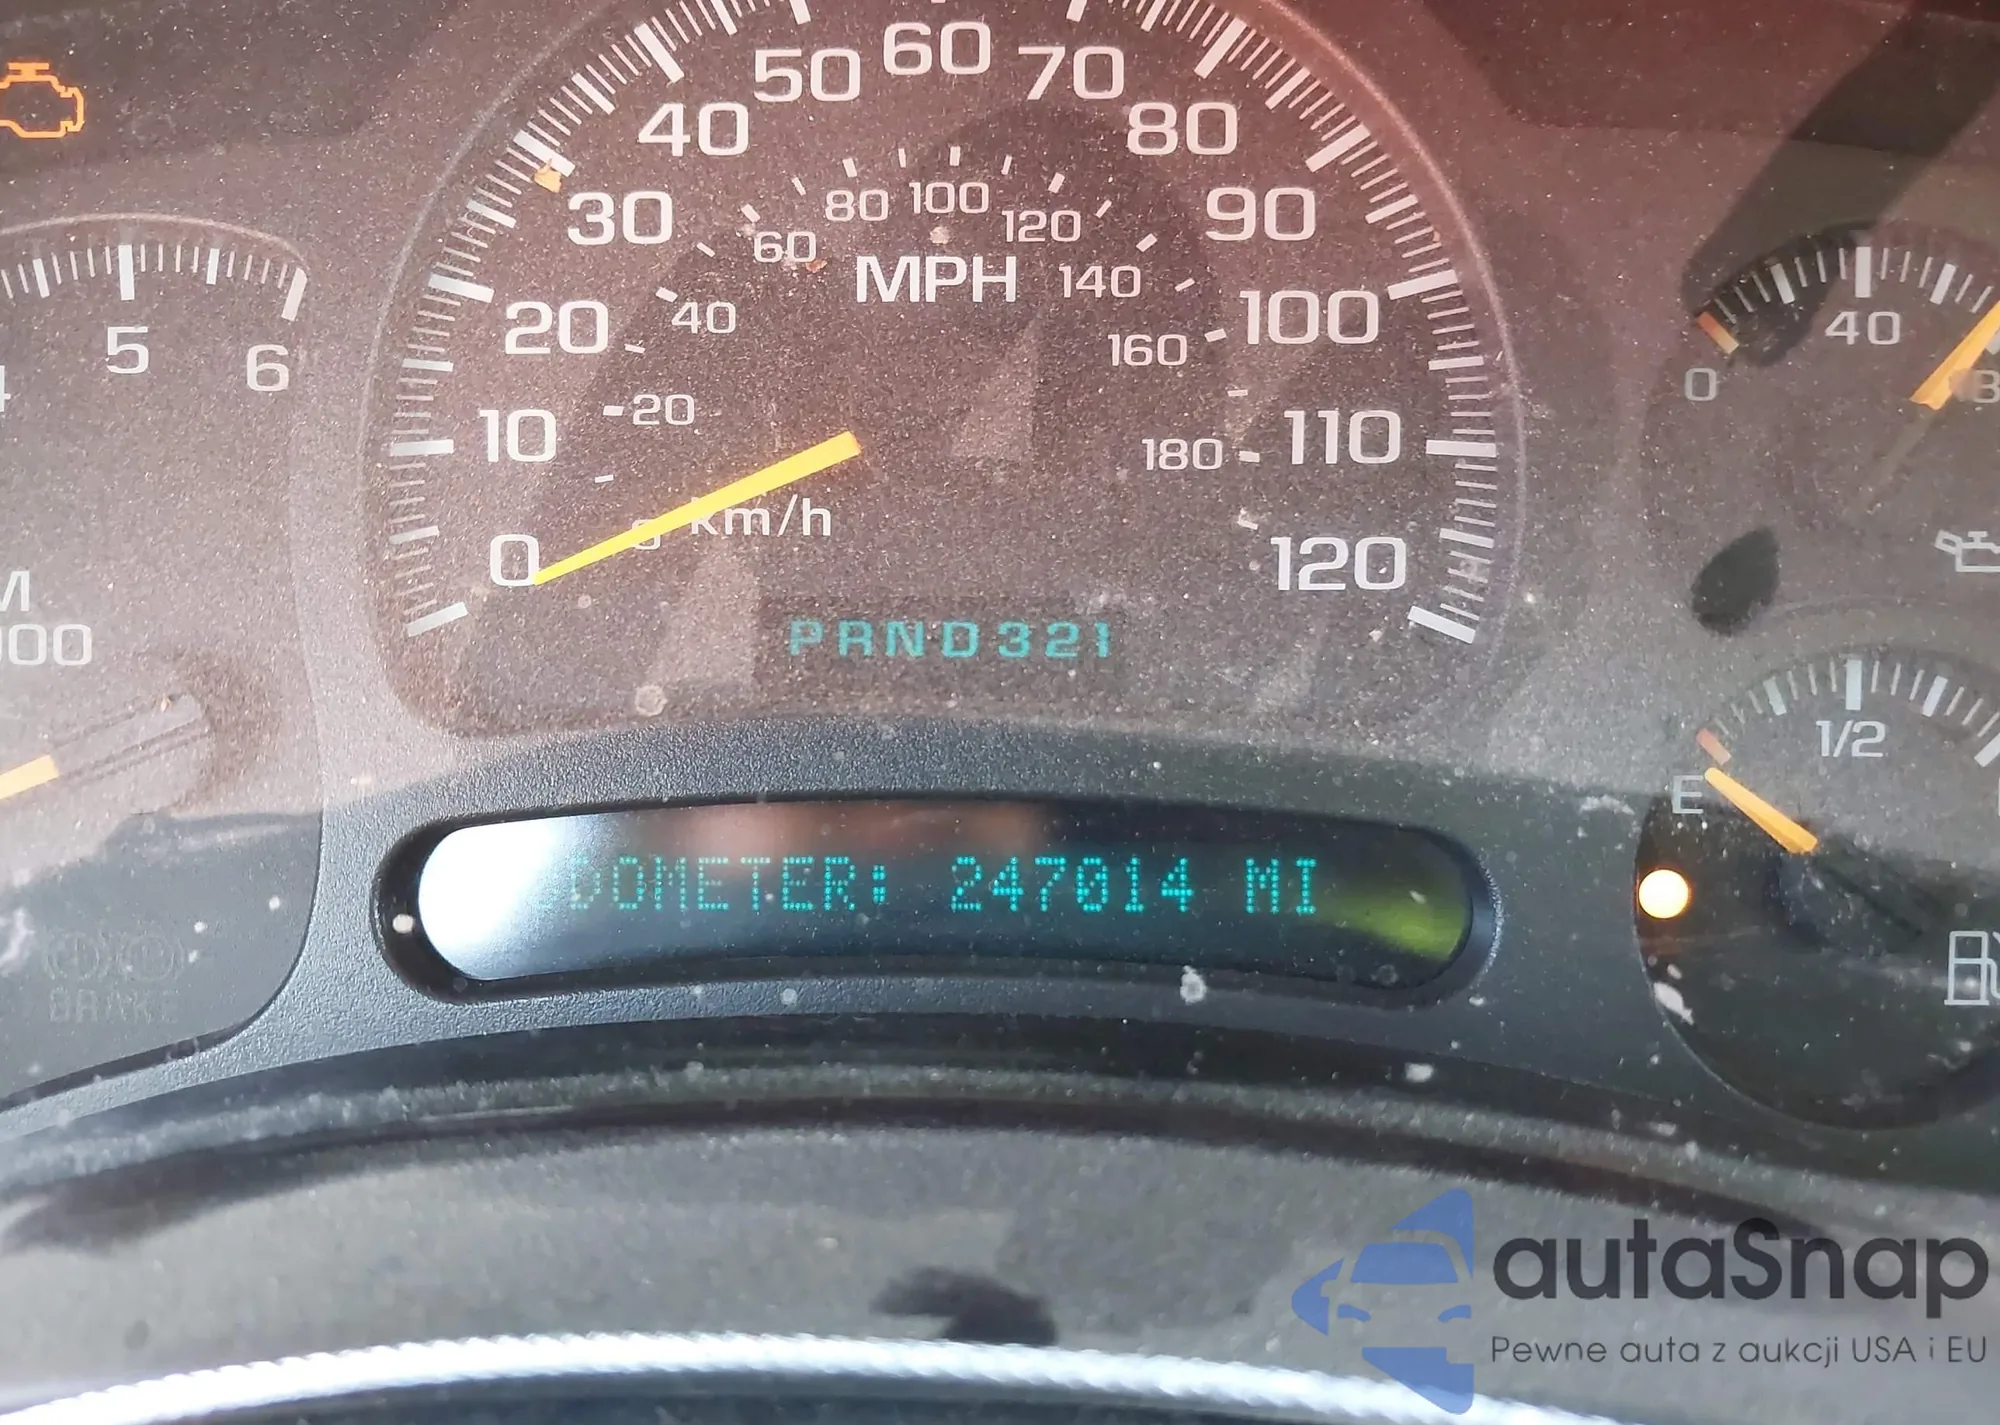 50 60 70
40 80
80 100 120
30 90
60 MPH 140
5 6
40
20 40 160 100
0
10 20 180 110
km/h
0 120
000
PRND321
1/2
E
DOMETER: 247014 MI
BRAKE
autaSnap
Pewne auta z aukcji USA i EU